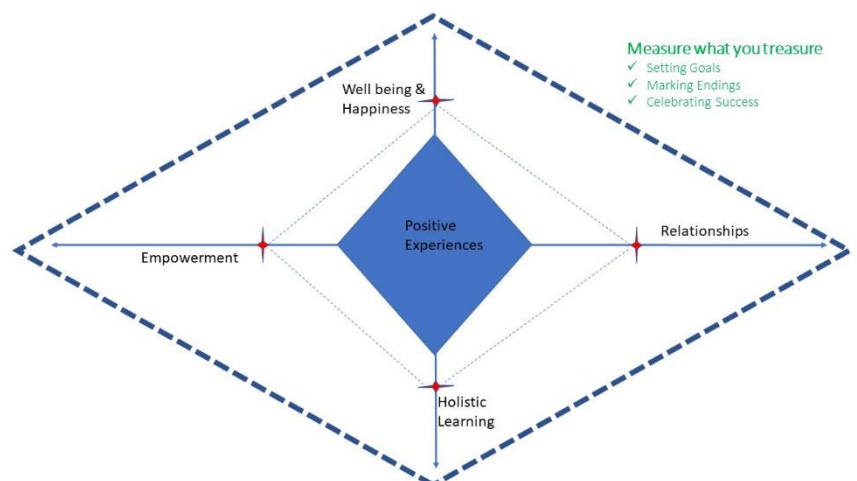 Measure what you treasure
✓ Setting Goals
✓ Marking Endings
✓ Celebrating Success
Well being &
Happiness
Positive
Experiences
Relationships
Empowerment
Holistic
Learning